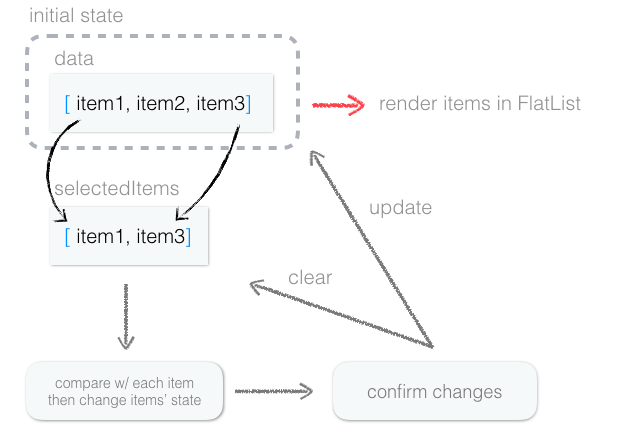 initial state
data
[ item1, item2, item3]
render items in FlatList
selectedItems
[ item1, item3]
update
clear
compare w/ each item
then change items' state
confirm changes